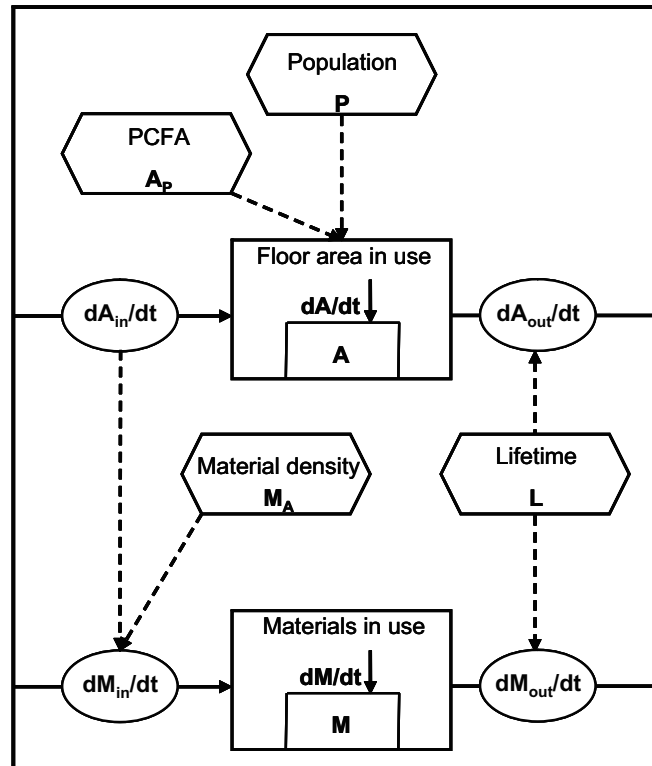 Population
P
PCFA
Aₚ
Floor area in use
dA/dt
A
dAin/dt
dAout/dt
Material density
M_A
Lifetime
L
Materials in use
dM/dt
M
dMin/dt
dMout/dt